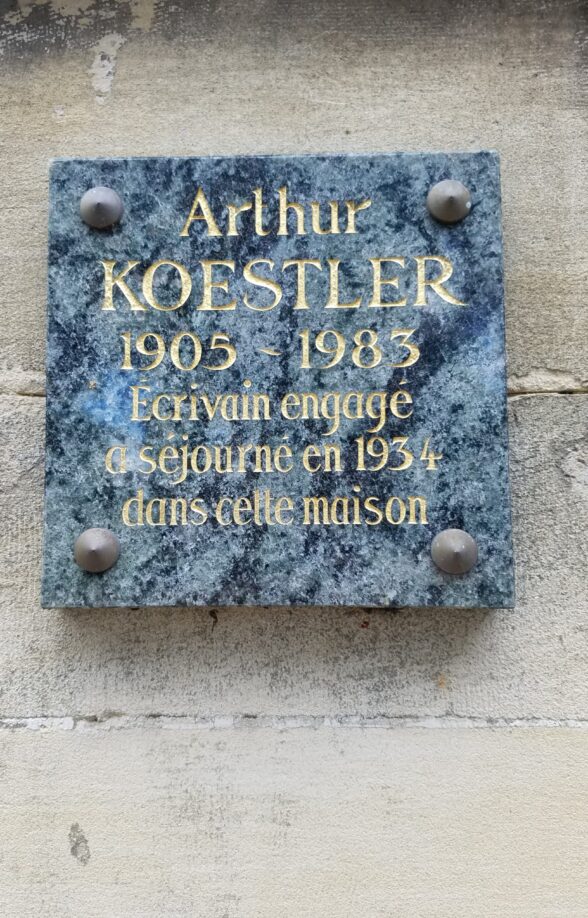 Arthur
KOESTLER
1905 - 1983
Écrivain engagé
a séjourné en 1934
dans cette maison